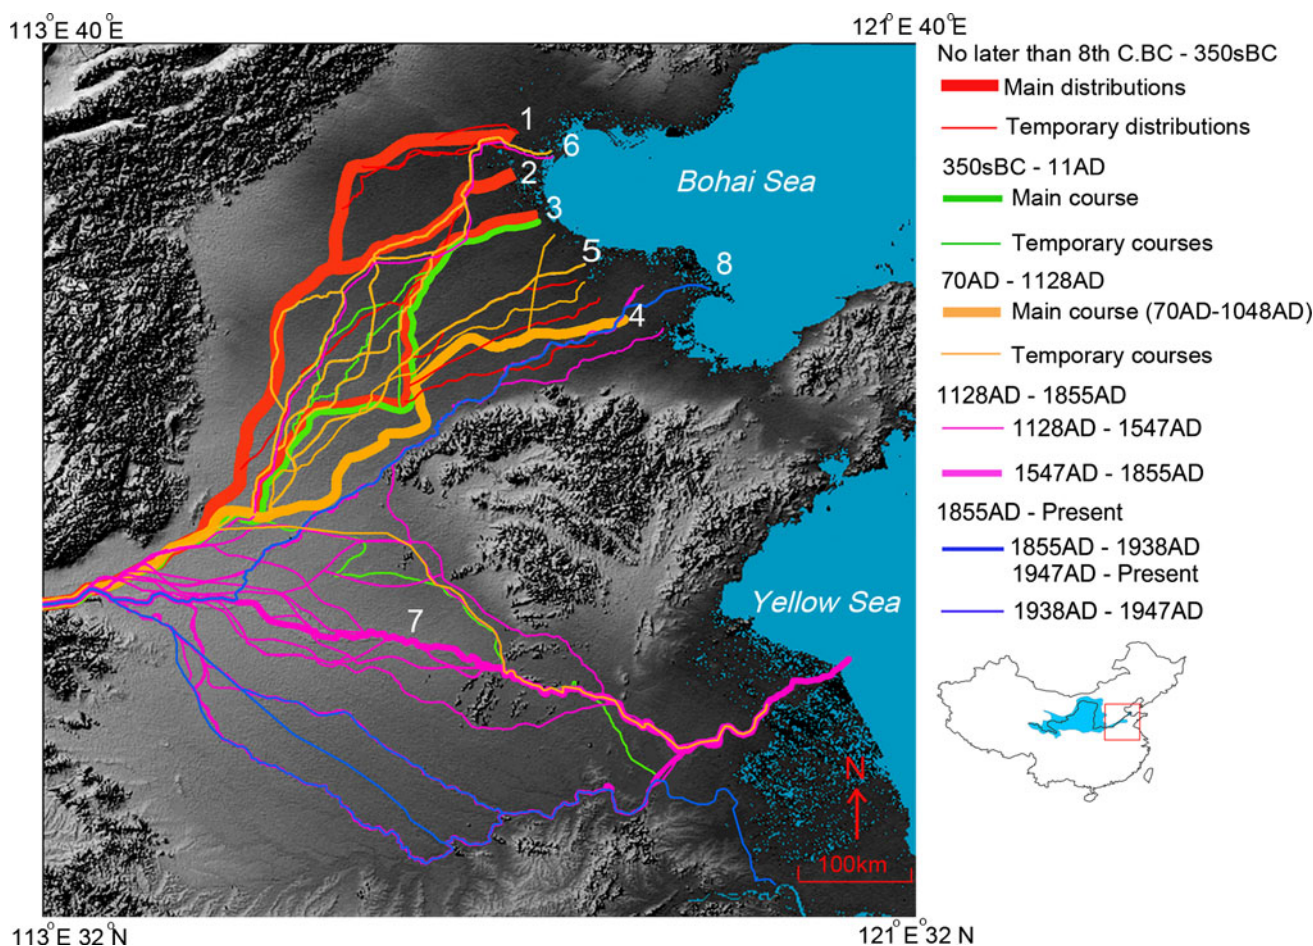 113°E 40°E
121°E 40°E
No later than 8th C.BC - 350sBC
Main distributions
Temporary distributions
350sBC - 11AD
Main course
Temporary courses
70AD - 1128AD
Main course (70AD-1048AD)
Temporary courses
1128AD - 1855AD
1128AD - 1547AD
1547AD - 1855AD
1855AD - Present
1855AD - 1938AD
1947AD - Present
1938AD - 1947AD
1
6
2
Bohai Sea
3
5
8
4
7
Yellow Sea
N
100km
113°E 32°N
121°E 32°N